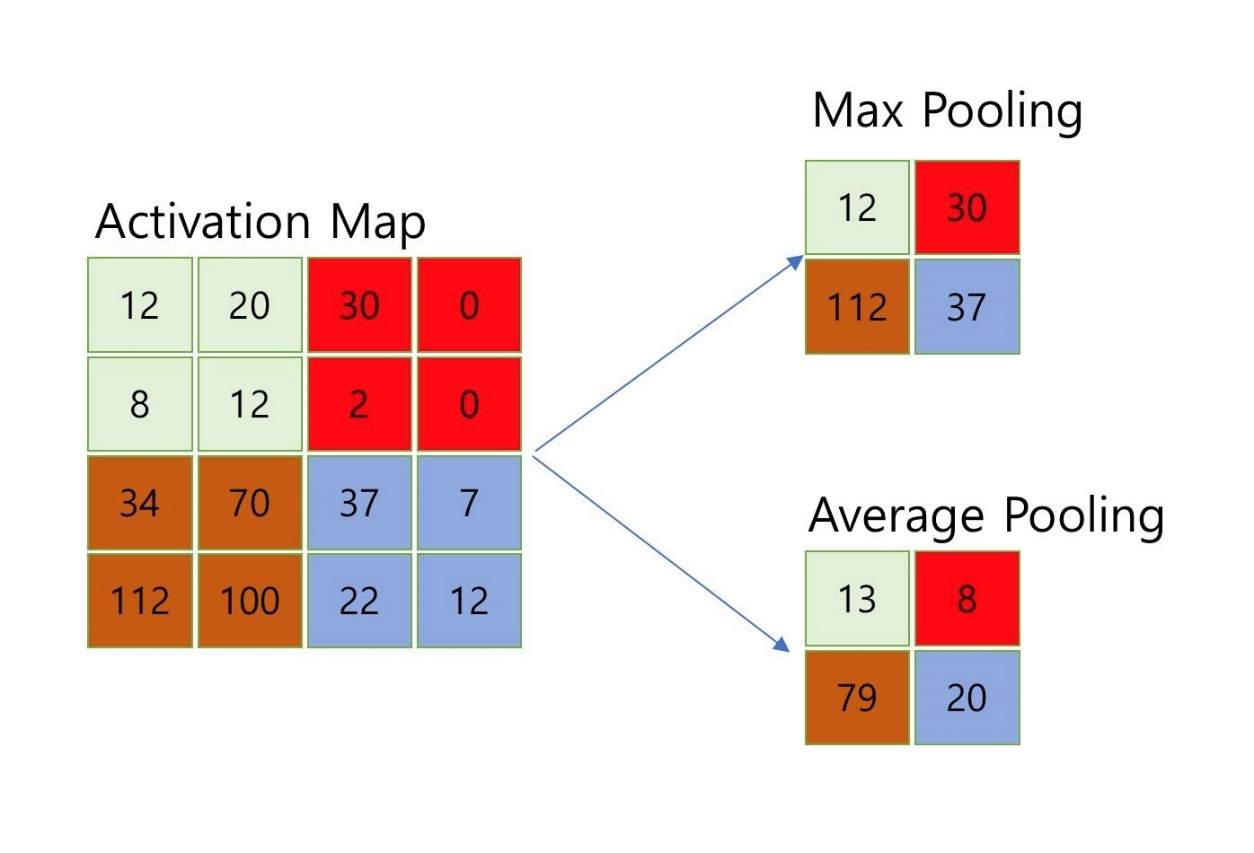 Max Pooling
12 30
112 37
Activation Map
12 20 30 0
8 12 2 0
34 70 37 7
112 100 22 12
Average Pooling
13 8
79 20